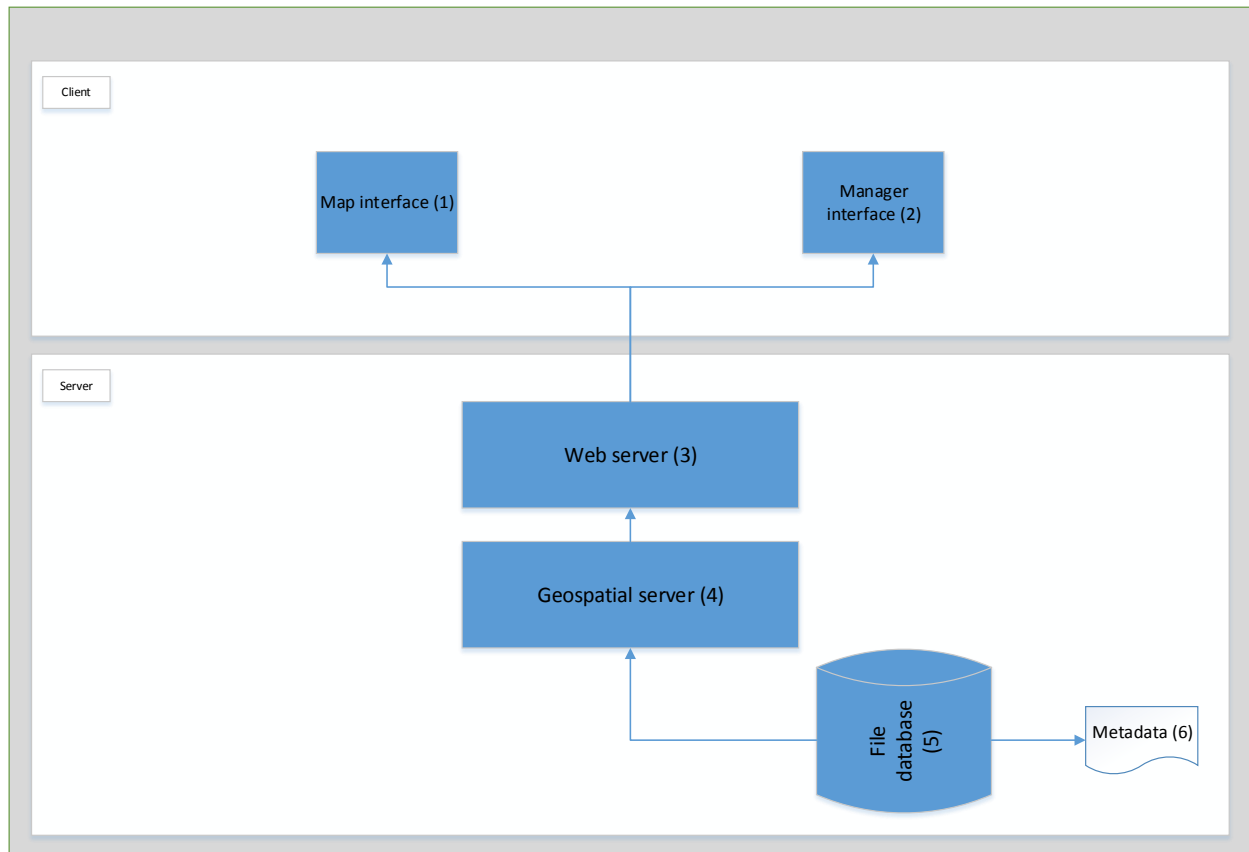 Client
Map interface (1)
Manager
interface (2)
Server
Web server (3)
Geospatial server (4)
File
database
(5)
Metadata (6)